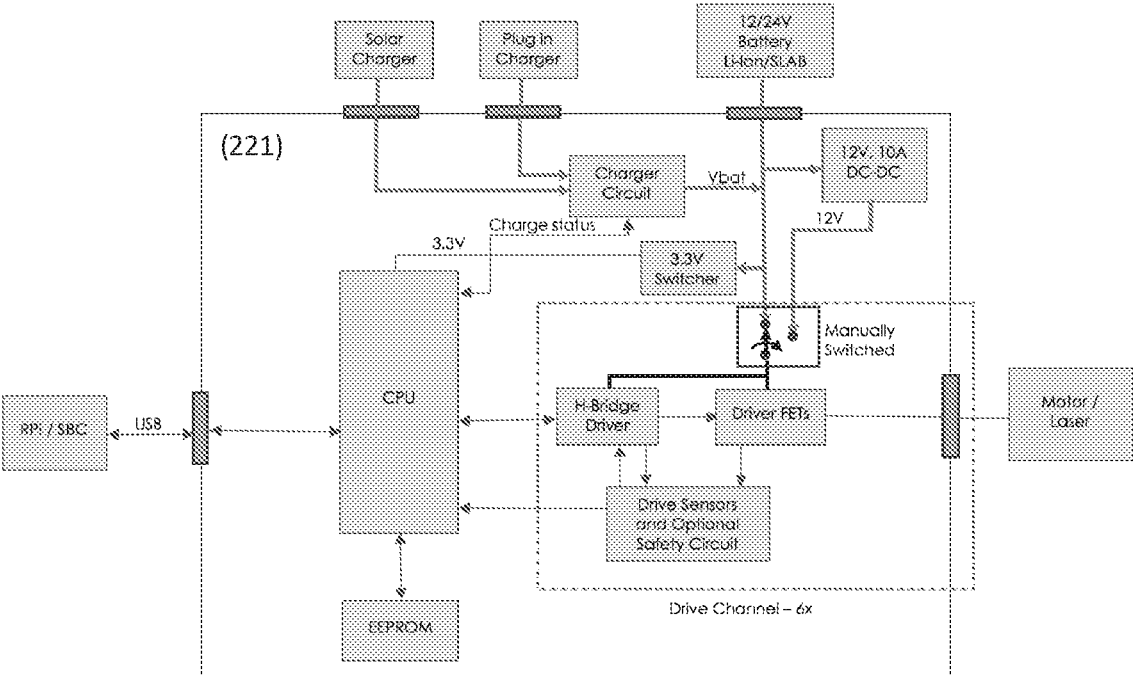 Solar
Charger
Plug in
Charger
12/24V
Battery
Li-Ion/SLAB
(221)
12V, 10A
DC-DC
Charger
Circuit
Vbat
12V
Charge status
3.3V
3.3V
Switcher
Manually
Switched
CPU
H-Bridge
Driver
Driver FETs
Motor /
Laser
RPi / SBC
USB
Drive Sensors
and Optional
Safety Circuit
Drive Channel – 6x
EEPROM